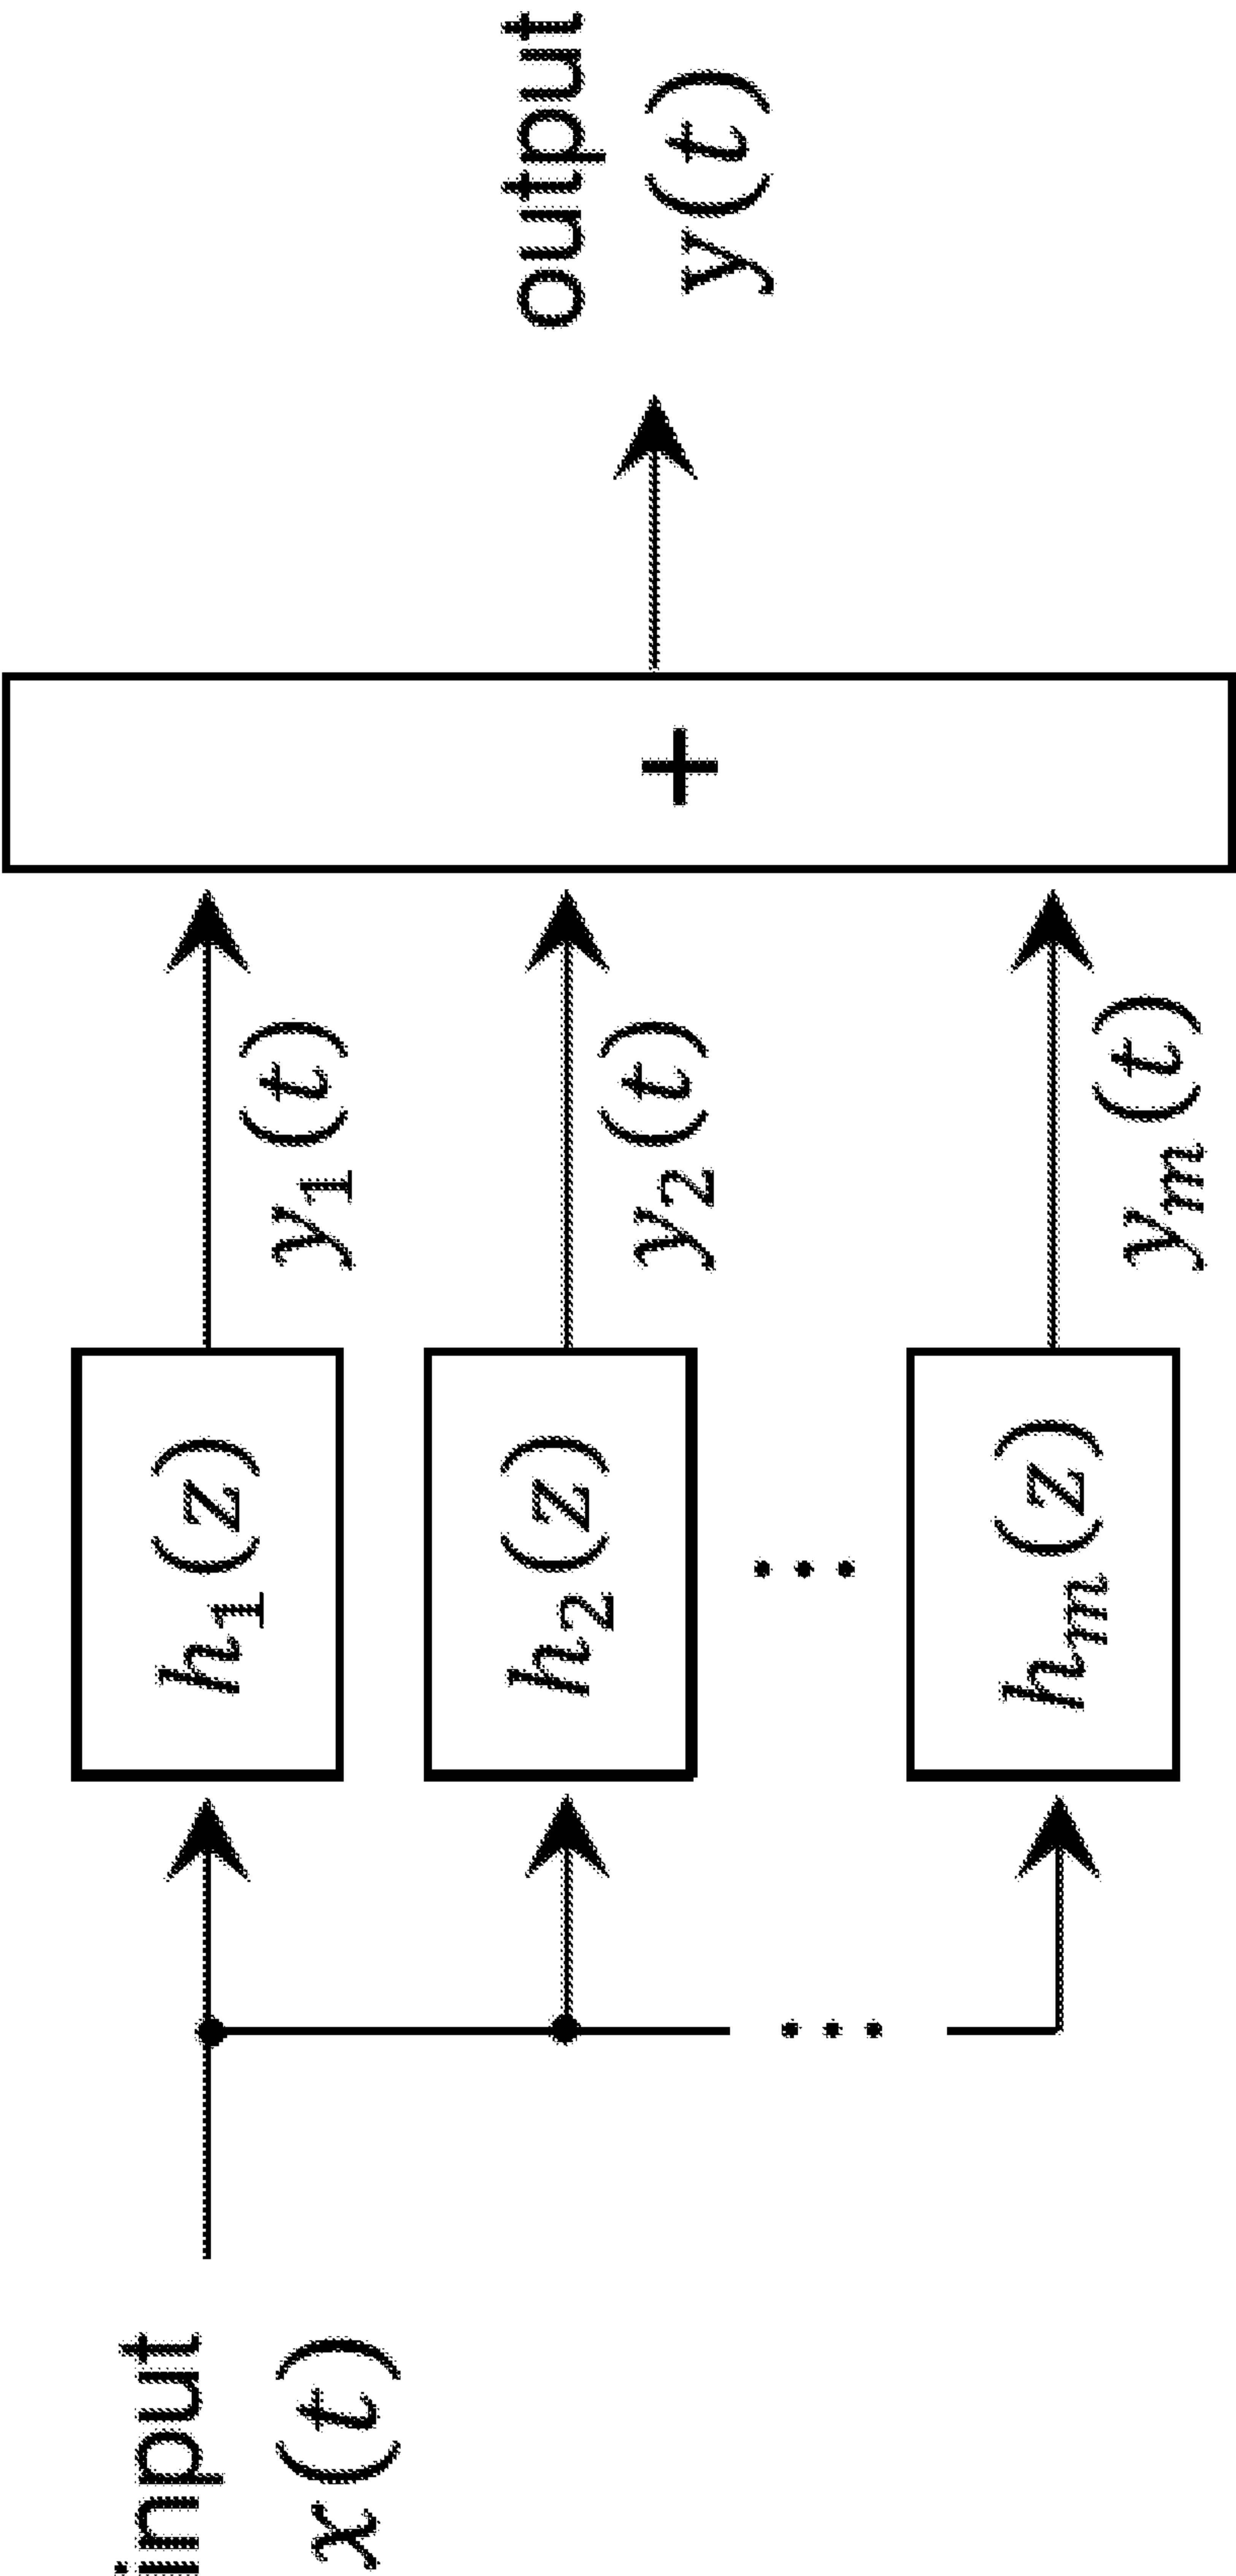 input
x(t)
h₁(z)
y₁(t)
h₂(z)
y₂(t)
...
...
hₘ(z)
yₘ(t)
+
output
y(t)